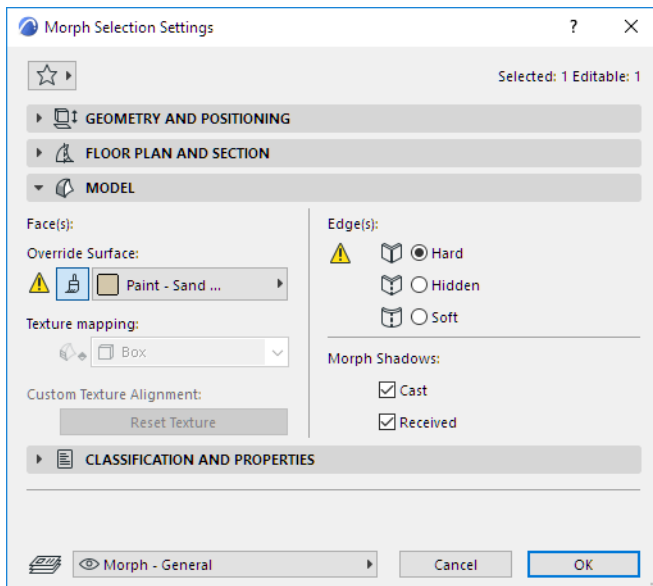 Morph Selection Settings
?
Selected: 1 Editable: 1
GEOMETRY AND POSITIONING
FLOOR PLAN AND SECTION
MODEL
Face(s):
Override Surface:
Paint - Sand ...
Texture mapping:
Box
Custom Texture Alignment:
Reset Texture
Edge(s):
Hard
Hidden
Soft
Morph Shadows:
Cast
Received
CLASSIFICATION AND PROPERTIES
Morph - General
Cancel
OK